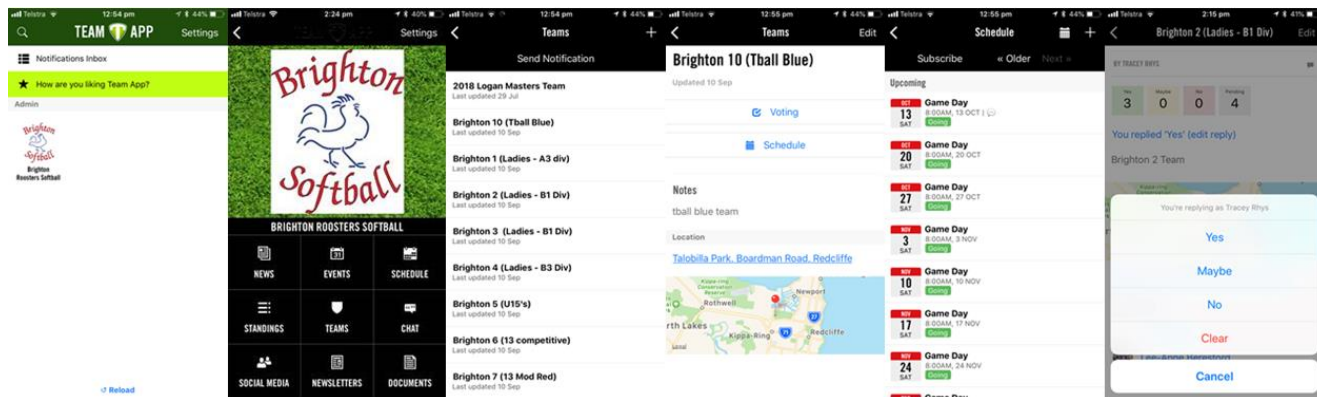 Telstra 12:54 pm 44%
TEAM APP Settings
Notifications Inbox
How are you liking Team App?
Admin
Brighton
Softball
Brighton
Roosters Softball
Reload
Telstra 2:24 pm 40%
Settings
Brighton
Softball
BRIGHTON ROOSTERS SOFTBALL
NEWS EVENTS SCHEDULE
31
STANDINGS TEAMS CHAT
SOCIAL MEDIA NEWSLETTERS DOCUMENTS
Telstra 12:54 pm 44%
Teams +
Send Notification
2018 Logan Masters Team
Last updated 29 Jul
Brighton 10 (Tball Blue)
Last updated 10 Sep
Brighton 1 (Ladies - A3 div)
Last updated 10 Sep
Brighton 2 (Ladies - B1 Div)
Last updated 10 Sep
Brighton 3 (Ladies - B1 Div)
Last updated 10 Sep
Brighton 4 (Ladies - B3 Div)
Last updated 10 Sep
Brighton 5 (U15's)
Last updated 10 Sep
Brighton 6 (13 competitive)
Last updated 10 Sep
Brighton 7 (13 Mod Red)
Last updated 10 Sep
Telstra 12:55 pm 44%
Teams Edit
Brighton 10 (Tball Blue)
Updated 10 Sep
Voting
Schedule
Notes
tball blue team
Location
Talobilla Park, Boardman Road, Redcliffe
Kippa-ring
Conservation
Reserve
Newport
Rothwell
27
rth Lakes
Kippa-Ring
71
Redcliffe
Legal
Telstra 12:55 pm 44%
Schedule +
Subscribe « Older Next »
Upcoming
OCT 13 SAT
Game Day
8:00AM, 13 OCT |
Going
OCT 20 SAT
Game Day
8:00AM, 20 OCT
Going
OCT 27 SAT
Game Day
8:00AM, 27 OCT
Going
NOV 3 SAT
Game Day
8:00AM, 3 NOV
Going
NOV 10 SAT
Game Day
8:00AM, 10 NOV
Going
NOV 17 SAT
Game Day
8:00AM, 17 NOV
Going
NOV 24 SAT
Game Day
8:00AM, 24 NOV
Going
Game Day
Telstra 2:15 pm 41%
Brighton 2 (Ladies - B1 Div) Edit
BY TRACEY RHYS
Yes Maybe No Pending
3 0 0 4
You replied 'Yes' (edit reply)
Brighton 2 Team
You're replying as Tracey Rhys
Yes
Maybe
No
Clear
Cancel